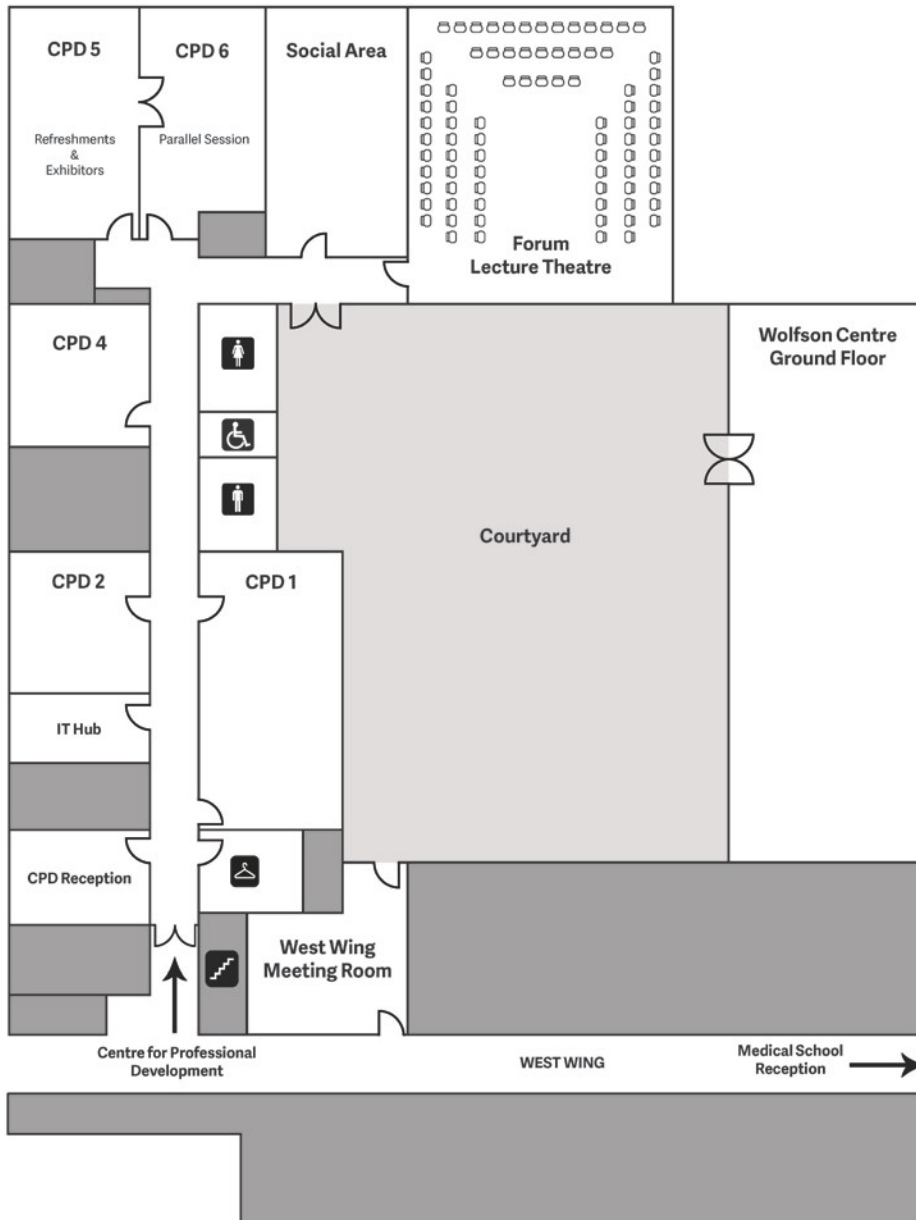 CPD 5
CPD 6
Social Area
Refreshments
&
Exhibitors
Parallel Session
Forum
Lecture Theatre
CPD 4
Wolfson Centre
Ground Floor
Courtyard
CPD 2
CPD 1
IT Hub
CPD Reception
West Wing
Meeting Room
Centre for Professional
Development
WEST WING
Medical School
Reception